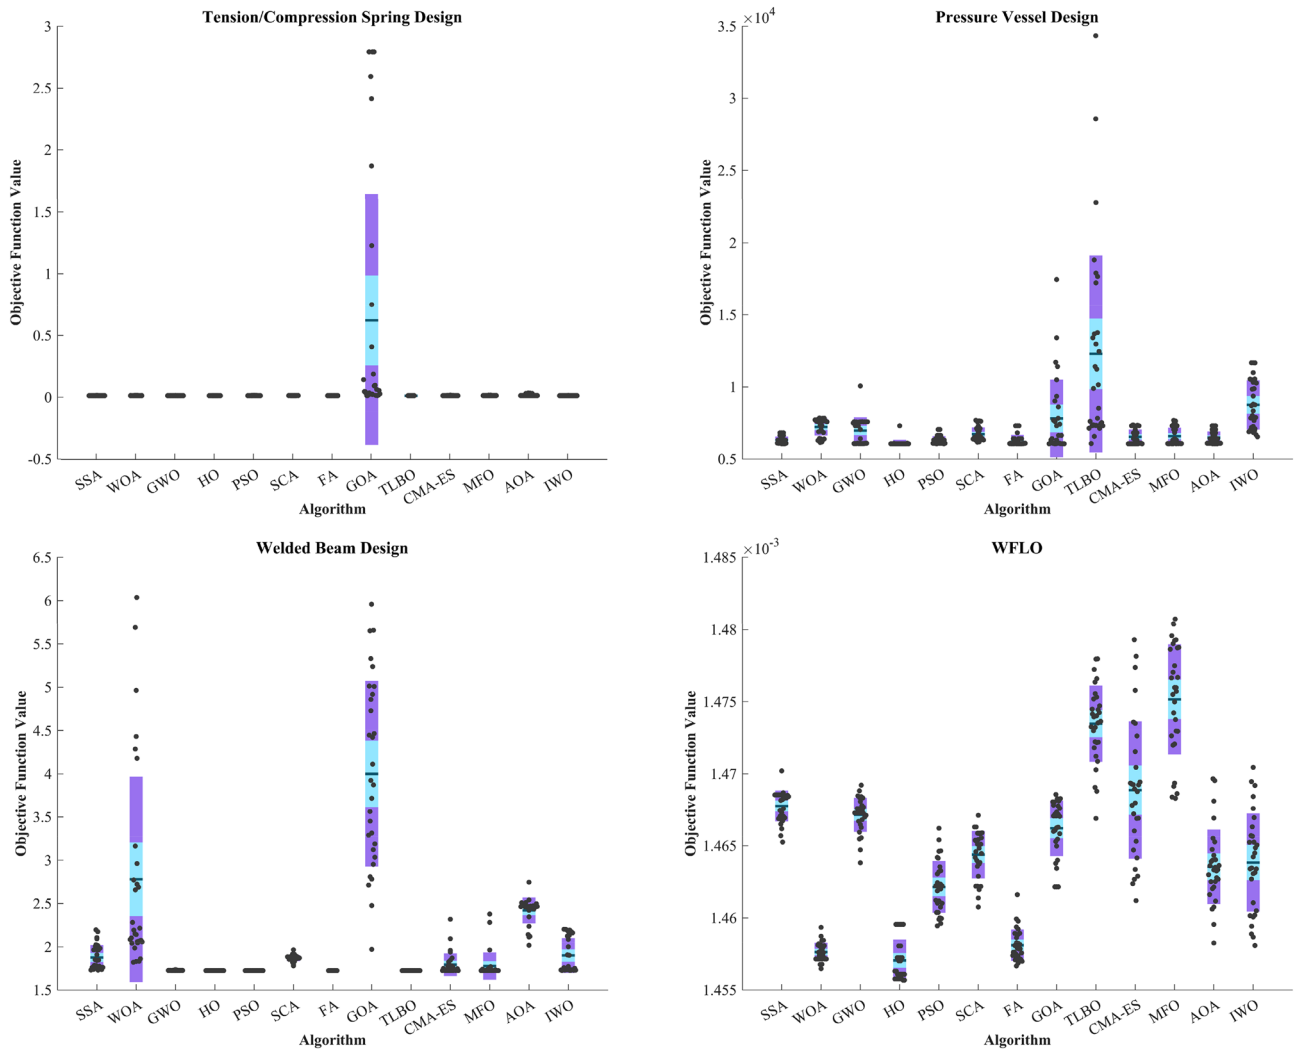 Tension/Compression Spring Design
Objective Function Value
3
2.5
2
1.5
1
0.5
0
-0.5
SSA WOA GWO HO PSO SCA FA GOA TLBO CMA-ES MFO AOA IWO
Algorithm
Pressure Vessel Design
×10⁴
Objective Function Value
3.5
3
2.5
2
1.5
1
0.5
SSA WOA GWO HO PSO SCA FA GOA TLBO CMA-ES MFO AOA IWO
Algorithm
Welded Beam Design
Objective Function Value
6.5
6
5.5
5
4.5
4
3.5
3
2.5
2
1.5
SSA WOA GWO HO PSO SCA FA GOA TLBO CMA-ES MFO AOA IWO
Algorithm
WFLO
×10⁻³
Objective Function Value
1.485
1.48
1.475
1.47
1.465
1.46
1.455
SSA WOA GWO HO PSO SCA FA GOA TLBO CMA-ES MFO AOA IWO
Algorithm